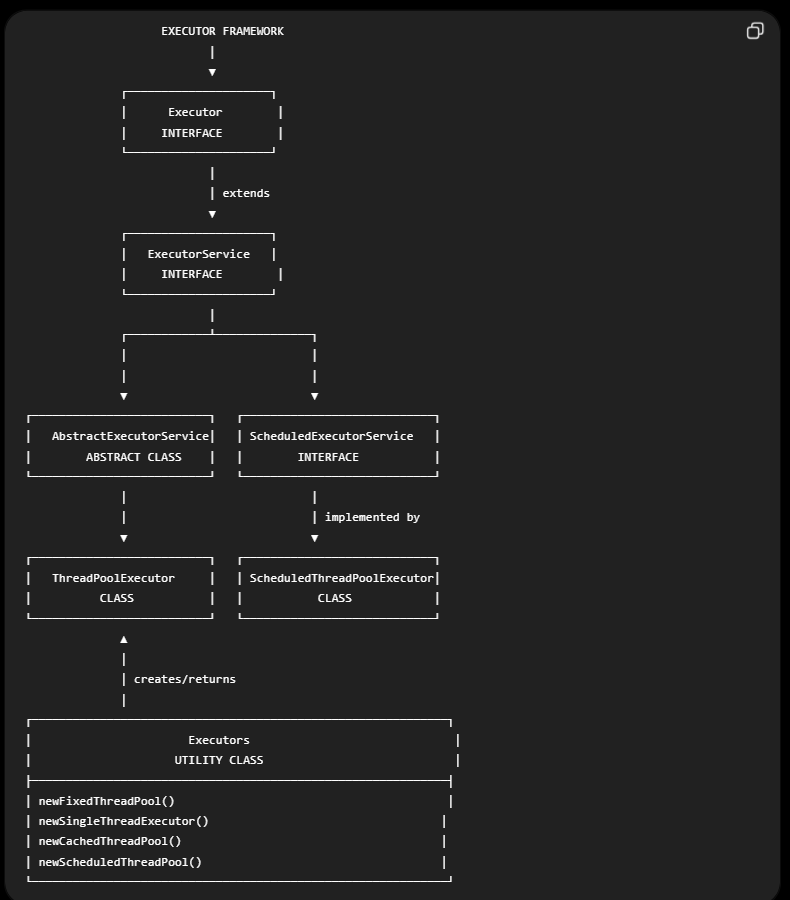 EXECUTOR FRAMEWORK
Executor
INTERFACE
extends
ExecutorService
INTERFACE
AbstractExecutorService ScheduledExecutorService
ABSTRACT CLASS INTERFACE
implemented by
ThreadPoolExecutor ScheduledThreadPoolExecutor
CLASS CLASS
creates/returns
Executors
UTILITY CLASS
newFixedThreadPool()
newSingleThreadExecutor()
newCachedThreadPool()
newScheduledThreadPool()